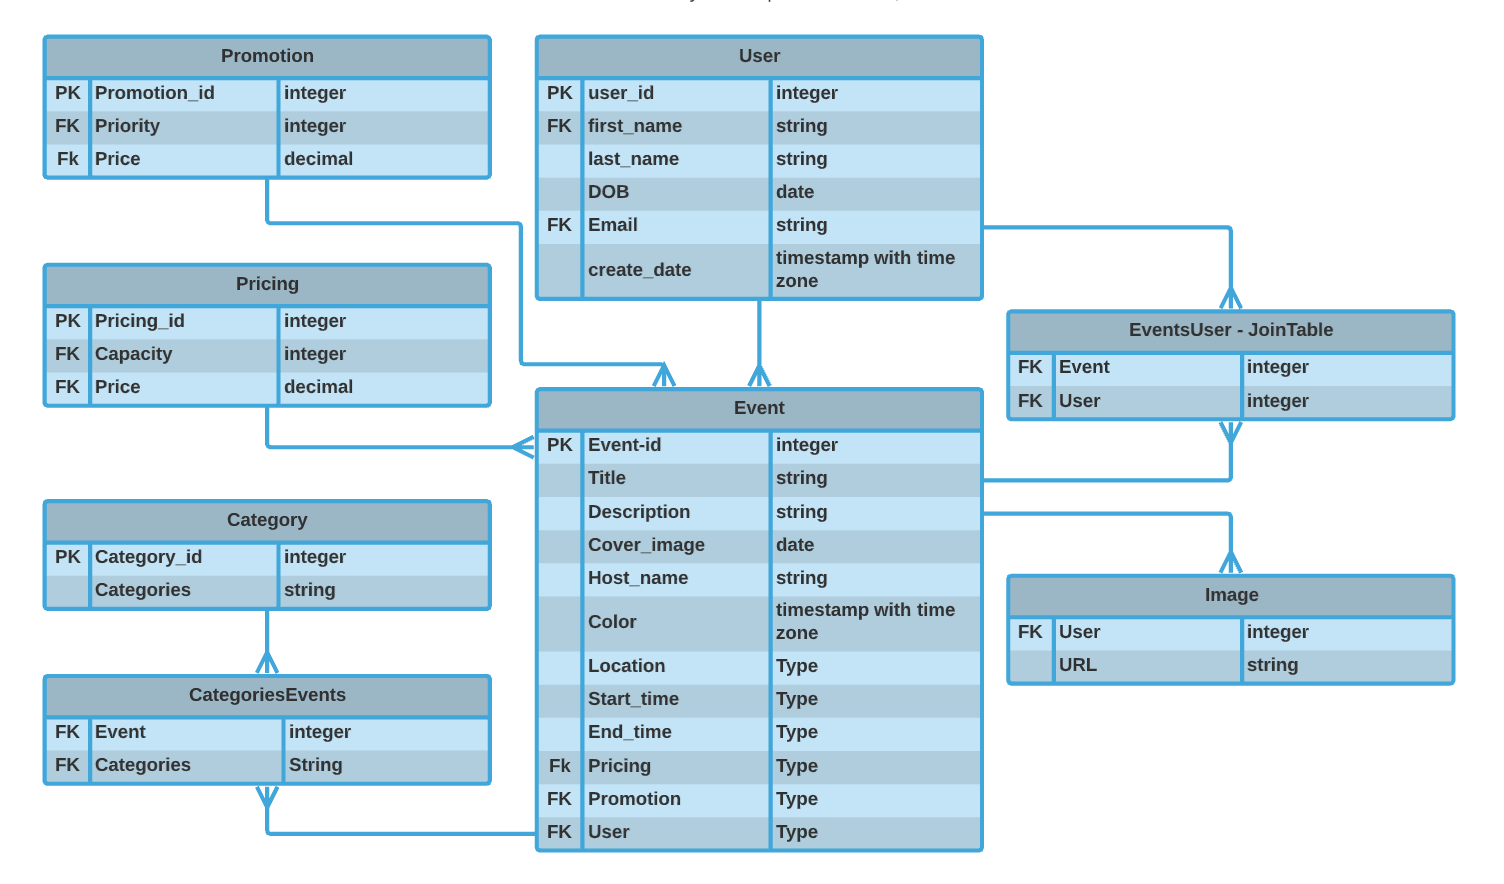 Promotion
PK Promotion_id integer
FK Priority integer
Fk Price decimal
User
PK user_id integer
FK first_name string
last_name string
DOB date
FK Email string
create_date timestamp with time
zone
Pricing
PK Pricing_id integer
FK Capacity integer
FK Price decimal
EventsUser - JoinTable
FK Event integer
FK User integer
Event
PK Event-id integer
Title string
Description string
Cover_image date
Host_name string
Color timestamp with time
zone
Location Type
Start_time Type
End_time Type
Fk Pricing Type
FK Promotion Type
FK User Type
Category
PK Category_id integer
Categories string
Image
FK User integer
URL string
CategoriesEvents
FK Event integer
FK Categories String